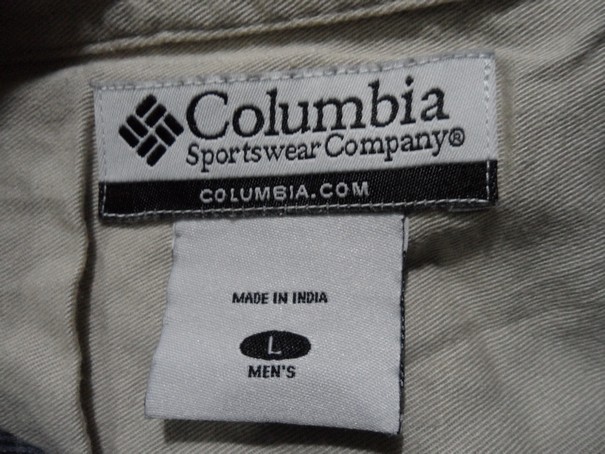 Columbia
Sportswear Company®
COLUMBIA.COM
MADE IN INDIA
L
MEN'S